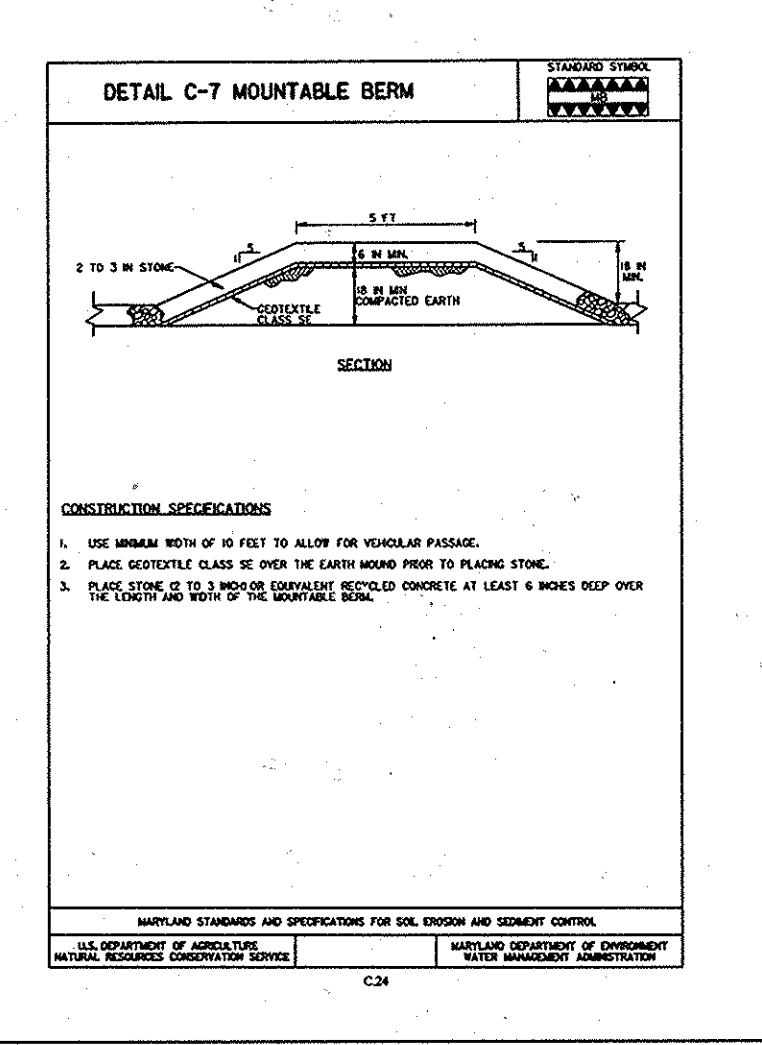 STANDARD SYMBOL
DETAIL C-7 MOUNTABLE BERM
MB
5 FT
5
1
6 IN MIN.
5
1
2 TO 3 IN STONE
18 IN MIN.
18 IN MIN
COMPACTED EARTH
GEOTEXTILE
CLASS SE
SECTION
CONSTRUCTION SPECIFICATIONS
1. USE MINIMUM WIDTH OF 10 FEET TO ALLOW FOR VEHICULAR PASSAGE.
2. PLACE GEOTEXTILE CLASS SE OVER THE EARTH MOUND PRIOR TO PLACING STONE.
3. PLACE STONE (2 TO 3 INCH) OR EQUIVALENT RECYCLED CONCRETE AT LEAST 6 INCHES DEEP OVER
THE LENGTH AND WIDTH OF THE MOUNTABLE BERM.
MARYLAND STANDARDS AND SPECIFICATIONS FOR SOIL EROSION AND SEDIMENT CONTROL
U.S. DEPARTMENT OF AGRICULTURE
NATURAL RESOURCES CONSERVATION SERVICE
MARYLAND DEPARTMENT OF ENVIRONMENT
WATER MANAGEMENT ADMINISTRATION
C.24